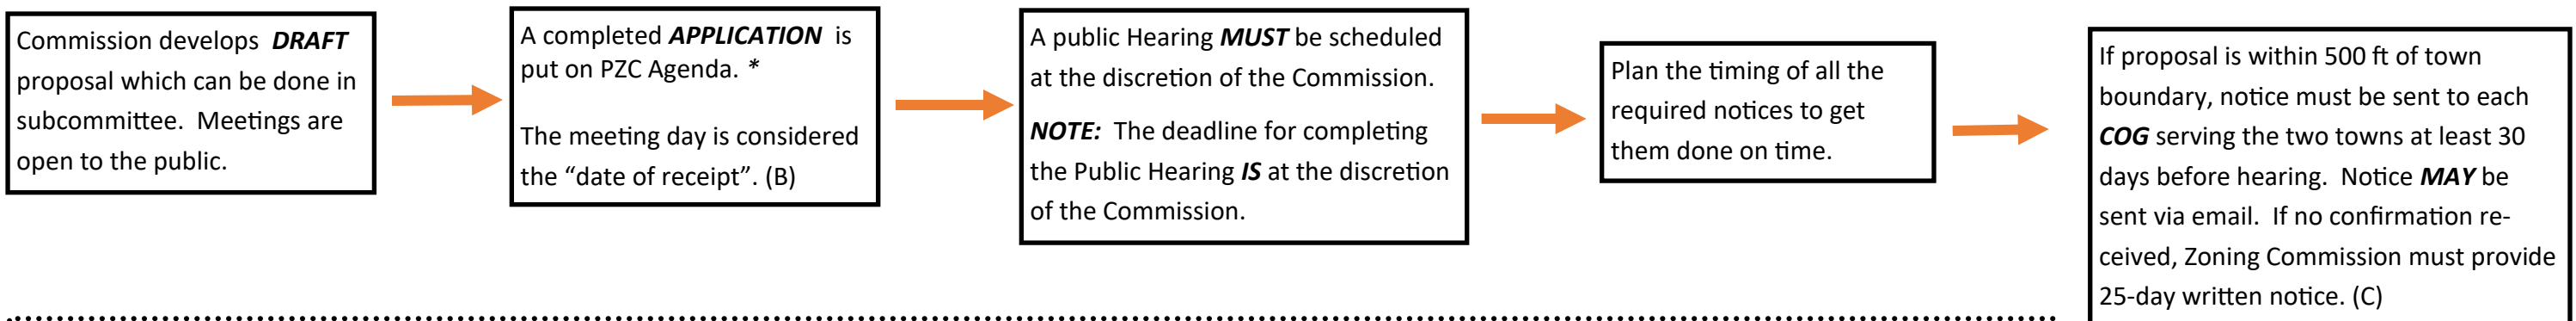 Commission develops DRAFT
proposal which can be done in
subcommittee. Meetings are
open to the public.
A completed APPLICATION is
put on PZC Agenda. *
The meeting day is considered
the “date of receipt”. (B)
A public Hearing MUST be scheduled
at the discretion of the Commission.
NOTE: The deadline for completing
the Public Hearing IS at the discretion
of the Commission.
Plan the timing of all the
required notices to get
them done on time.
If proposal is within 500 ft of town
boundary, notice must be sent to each
COG serving the two towns at least 30
days before hearing. Notice MAY be
sent via email. If no confirmation re-
ceived, Zoning Commission must provide
25-day written notice. (C)